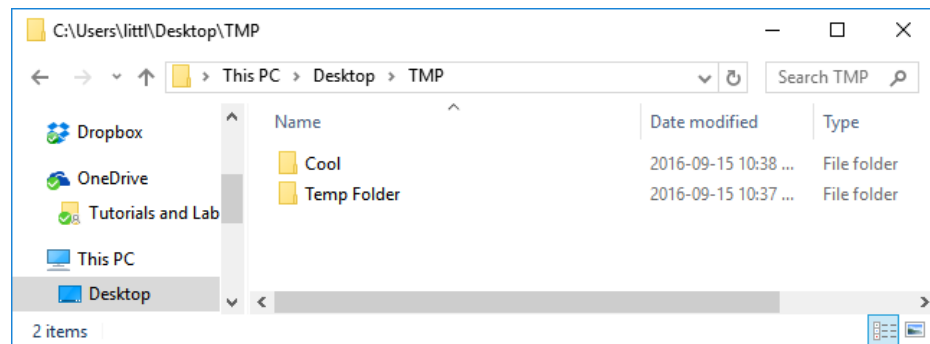 C:\Users\littl\Desktop\TMP
This PC > Desktop > TMP
Search TMP
Dropbox
OneDrive
Tutorials and Lab
This PC
Desktop
Name Date modified Type
Cool 2016-09-15 10:38 ... File folder
Temp Folder 2016-09-15 10:37 ... File folder
2 items